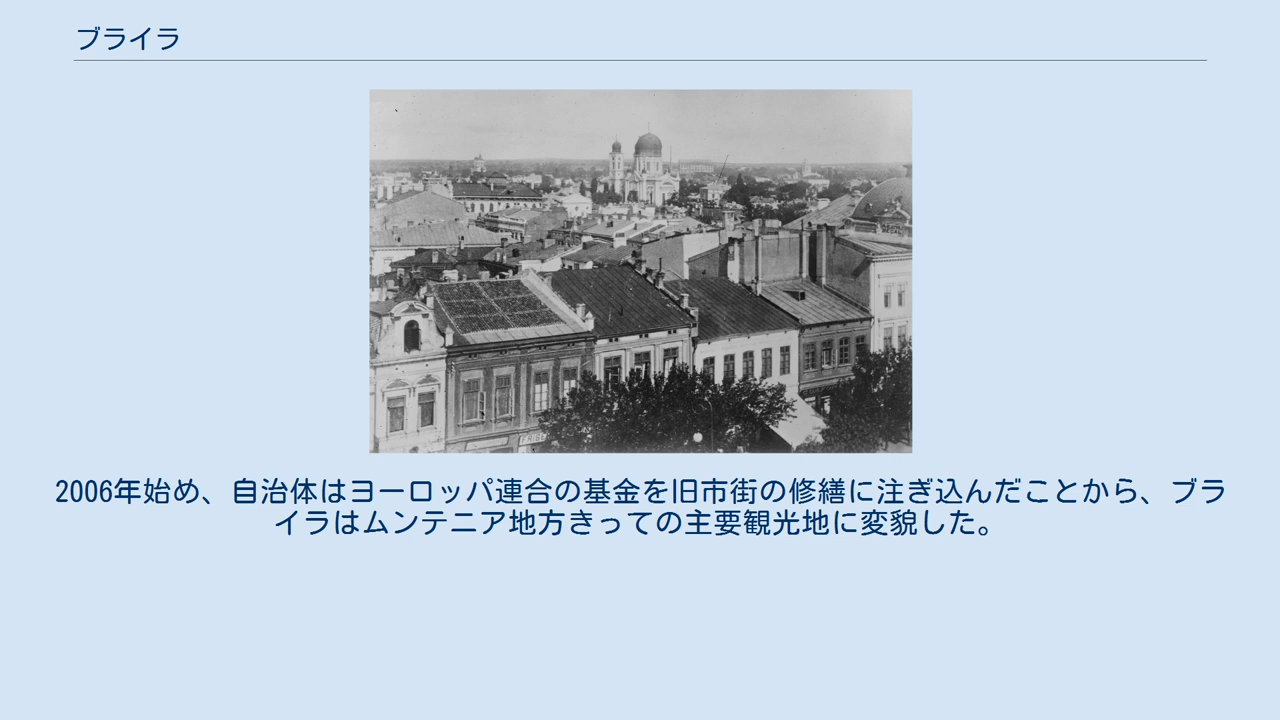 ブライラ
2006年始め、自治体はヨーロッパ連合の基金を旧市街の修繕に注ぎ込んだことから、ブラ
イラはムンテニア地方きっての主要観光地に変貌した。